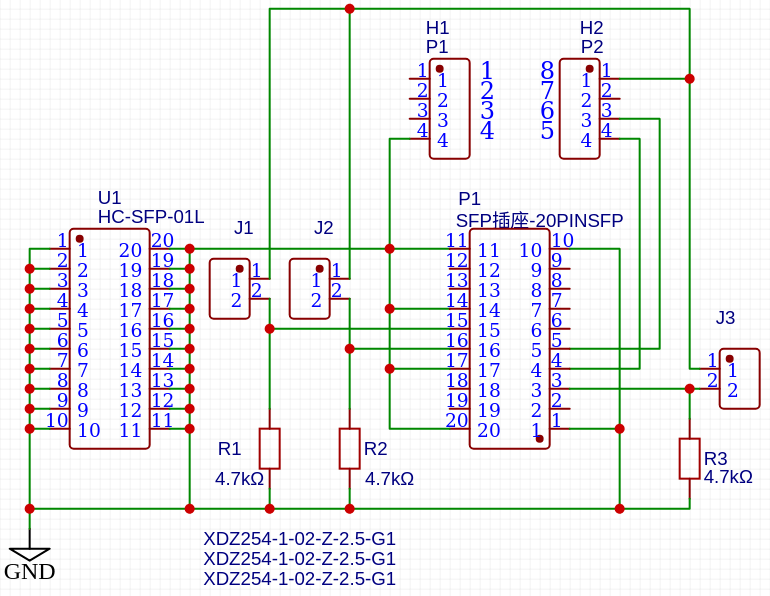 H1
P1
H2
P2
1 1
2 2
3 3
4 4
1
2
3
4
8
7
6
5
1 1
2 2
3 3
4 4
U1
HC-SFP-01L
1 1 20 20
2 2 19 19
3 3 18 18
4 4 17 17
5 5 16 16
6 6 15 15
7 7 14 14
8 8 13 13
9 9 12 12
10 10 11 11
J1
1 1
2 2
J2
1 1
2 2
P1
SFP插座-20PINSFP
11 11 10 10
12 12 9 9
13 13 8 8
14 14 7 7
15 15 6 6
16 16 5 5
17 17 4 4
18 18 3 3
19 19 2 2
20 20 1 1
J3
1 1
2 2
R1
4.7kΩ
R2
4.7kΩ
R3
4.7kΩ
XDZ254-1-02-Z-2.5-G1
XDZ254-1-02-Z-2.5-G1
XDZ254-1-02-Z-2.5-G1
GND